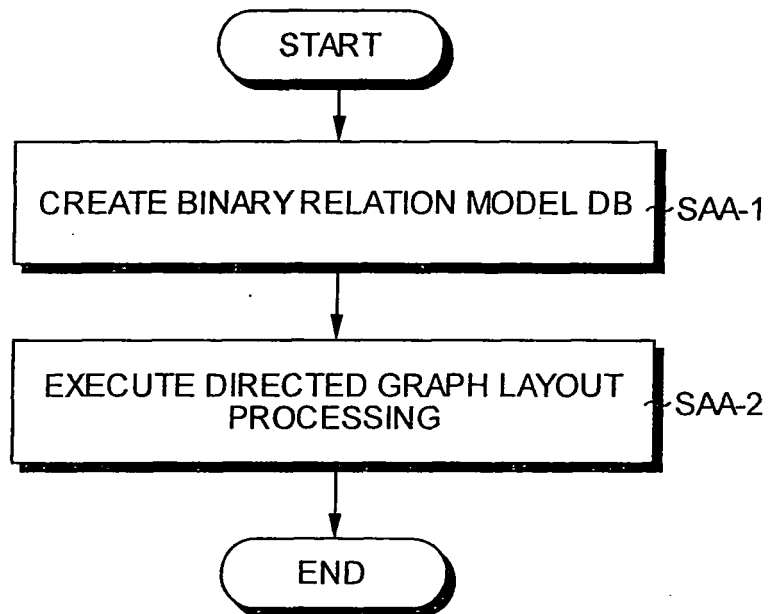 START
CREATE BINARY RELATION MODEL DB
SAA-1
EXECUTE DIRECTED GRAPH LAYOUT
PROCESSING
SAA-2
END